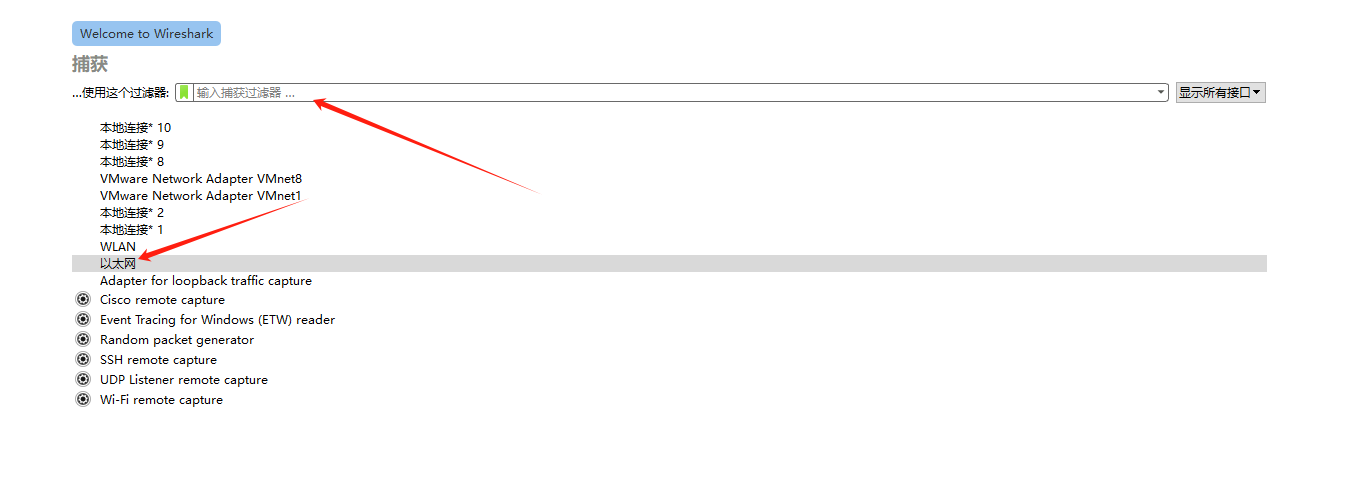 Welcome to Wireshark
捕获
...使用这个过滤器: 输入捕获过滤器 ... 显示所有接口
本地连接* 10
本地连接* 9
本地连接* 8
VMware Network Adapter VMnet8
VMware Network Adapter VMnet1
本地连接* 2
本地连接* 1
WLAN
以太网
Adapter for loopback traffic capture
Cisco remote capture
Event Tracing for Windows (ETW) reader
Random packet generator
SSH remote capture
UDP Listener remote capture
Wi-Fi remote capture